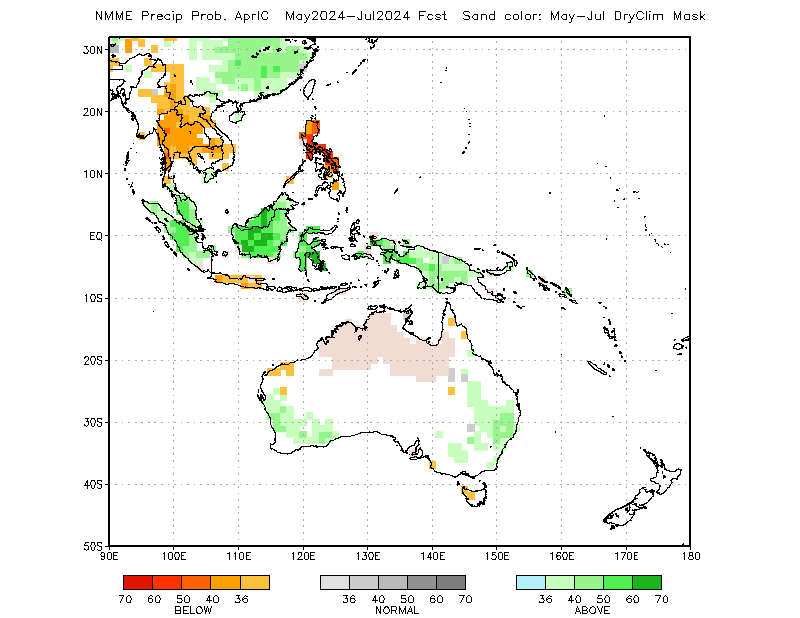 NMME Precip Prob. AprIC May2024-Jul2024 Fcst Sand color: May-Jul DryClim Mask
30N
20N
10N
EQ
10S
20S
30S
40S
50S
90E 100E 110E 120E 130E 140E 150E 160E 170E 180
70 60 50 40 36 36 40 50 60 70 36 40 50 60 70
BELOW NORMAL ABOVE